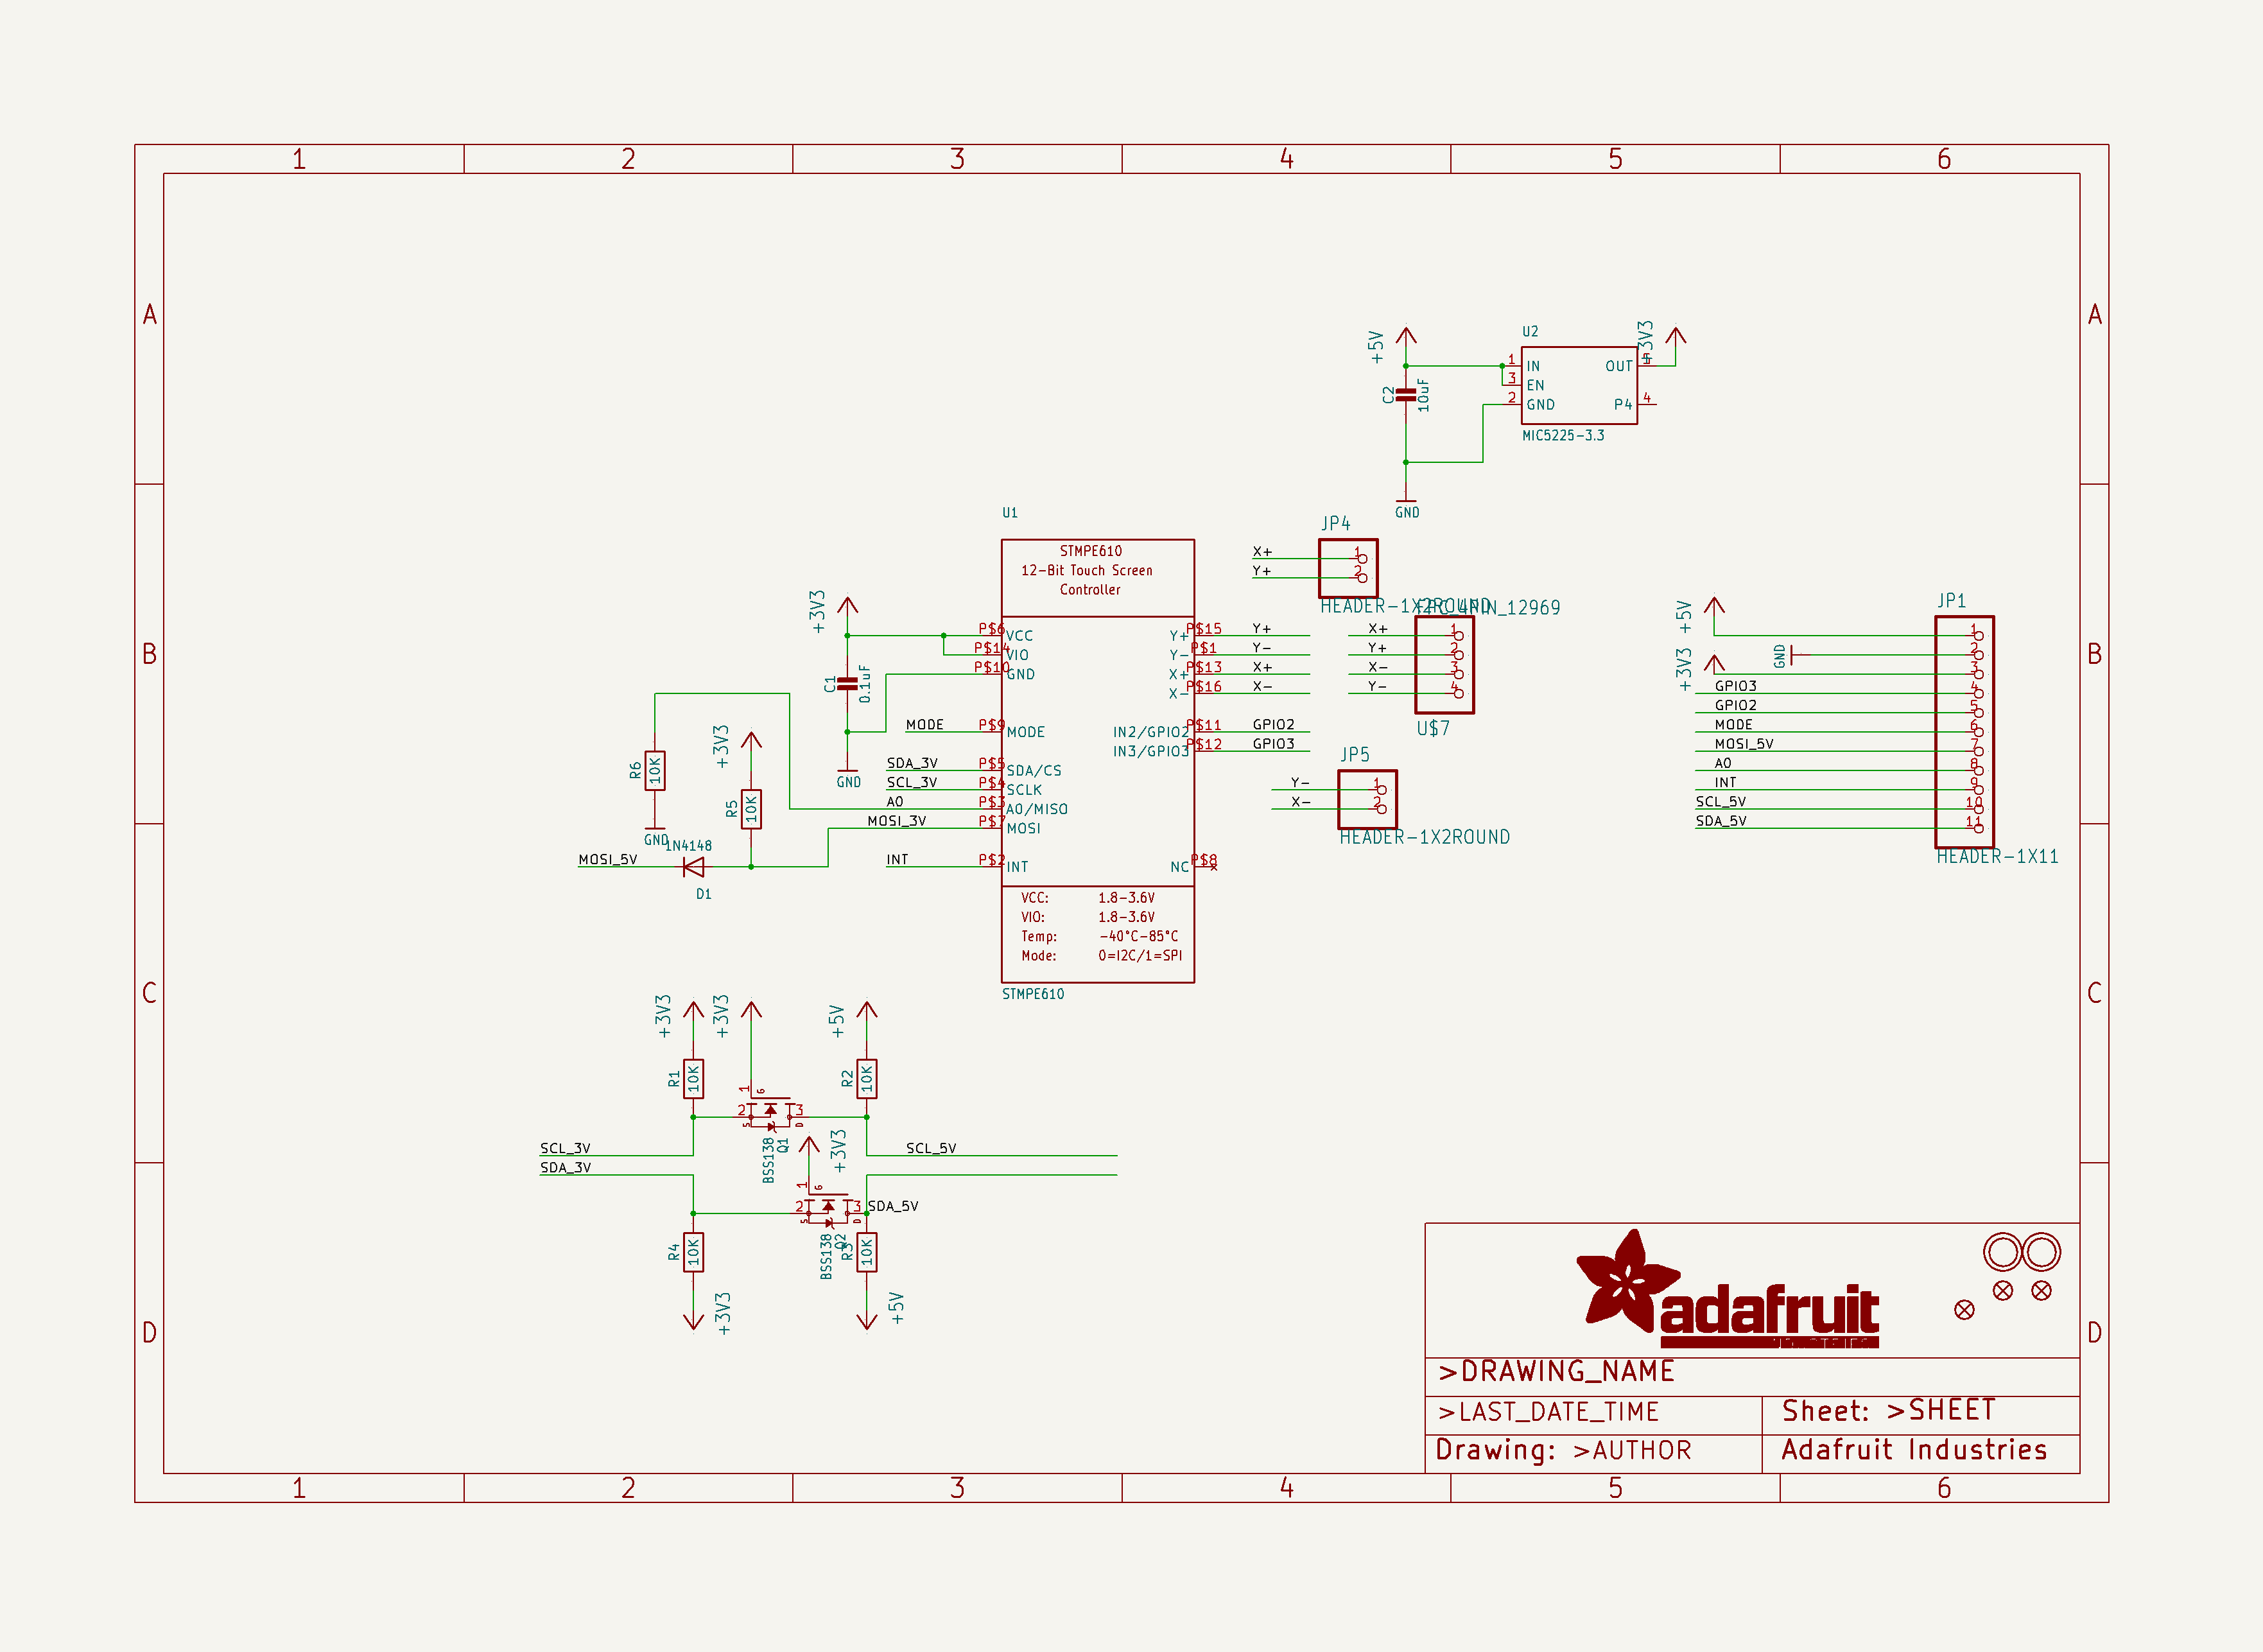 1 2 3 4 5 6
A A
B B
C C
D D
1 2 3 4 5 6
+5V
C2
10uF
GND
U2
1 IN
3 EN
2 GND
OUT
P4 4
+3V3
MIC5225-3.3
U1
STMPE610
12-Bit Touch Screen
Controller
P$6 VCC
P$14 VIO
P$10 GND
P$9 MODE
P$5 SDA/CS
P$4 SCLK
P$3 A0/MISO
P$7 MOSI
P$2 INT
Y+ P$15
Y- P$1
X+ P$13
X- P$16
IN2/GPIO2 P$11
IN3/GPIO3 P$12
NC P$8
VCC: 1.8-3.6V
VIO: 1.8-3.6V
Temp: -40°C-85°C
Mode: 0=I2C/1=SPI
STMPE610
+3V3
C1
0.1uF
GND
MODE
SDA_3V
SCL_3V
A0
MOSI_3V
INT
R6
10K
GND
+3V3
R5
10K
1N4148
MOSI_5V
D1
Y+
Y-
X+
X-
GPIO2
GPIO3
JP4
X+ 1
Y+ 2
HEADER-1X2ROUND
FPC_4PIN_12969
X+ 1
Y+ 2
X- 3
Y- 4
U$7
JP5
Y- 1
X- 2
HEADER-1X2ROUND
JP1
+5V 1
GND 2
+3V3 3
GPIO3 4
GPIO2 5
MODE 6
MOSI_5V 7
A0 8
INT 9
SCL_5V 10
SDA_5V 11
HEADER-1X11
+3V3
+3V3
+5V
R1
10K
R2
10K
1 G
2 S
3 D
BSS138
Q1
SCL_3V
SCL_5V
SDA_3V
+3V3
1 G
2 S
3 D
SDA_5V
BSS138
Q2
R4
10K
R3
10K
+3V3
+5V
adafruit
>DRAWING_NAME
>LAST_DATE_TIME
Sheet: >SHEET
Drawing: >AUTHOR
Adafruit Industries